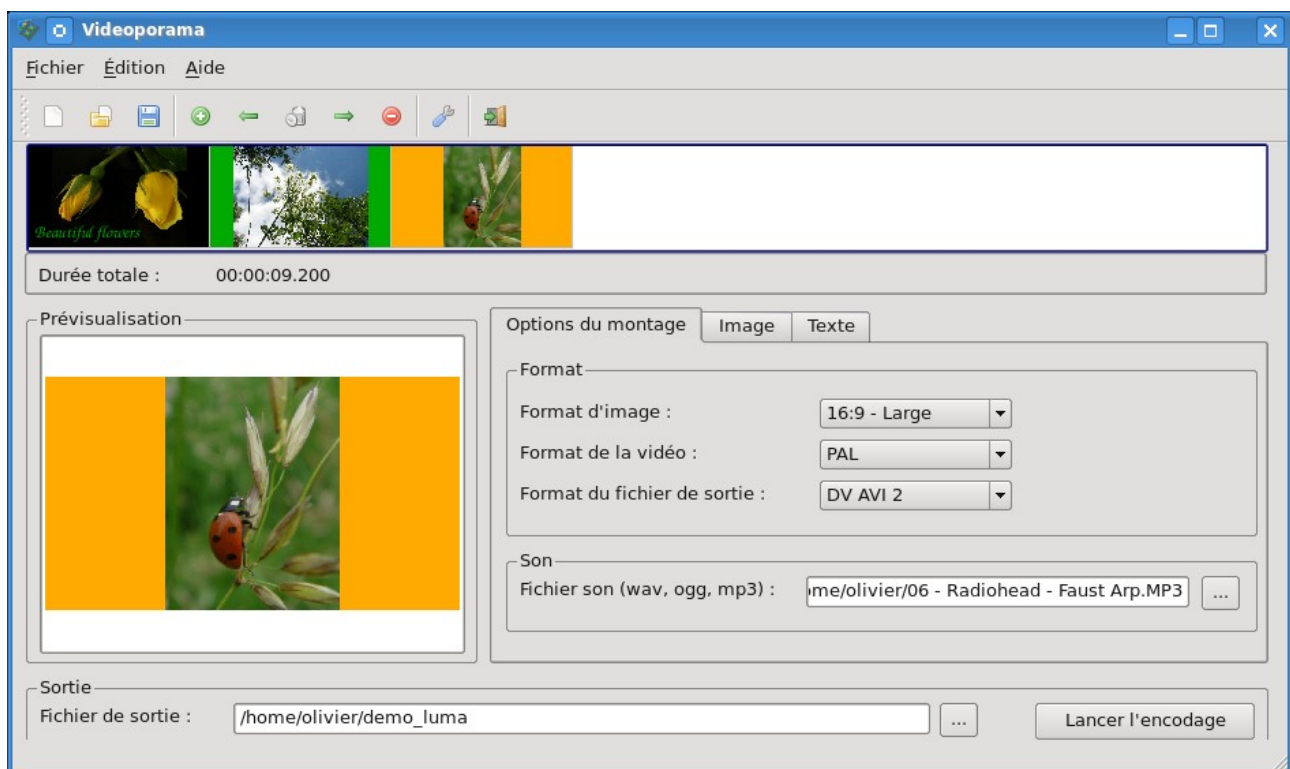 Videoporama
Fichier Édition Aide
Beautiful flowers
Durée totale : 00:00:09.200
Prévisualisation
Options du montage Image Texte
Format
Format d'image : 16:9 - Large
Format de la vidéo : PAL
Format du fichier de sortie : DV AVI 2
Son
Fichier son (wav, ogg, mp3) : me/olivier/06 - Radiohead - Faust Arp.MP3 ...
Sortie
Fichier de sortie : /home/olivier/demo_luma ... Lancer l'encodage